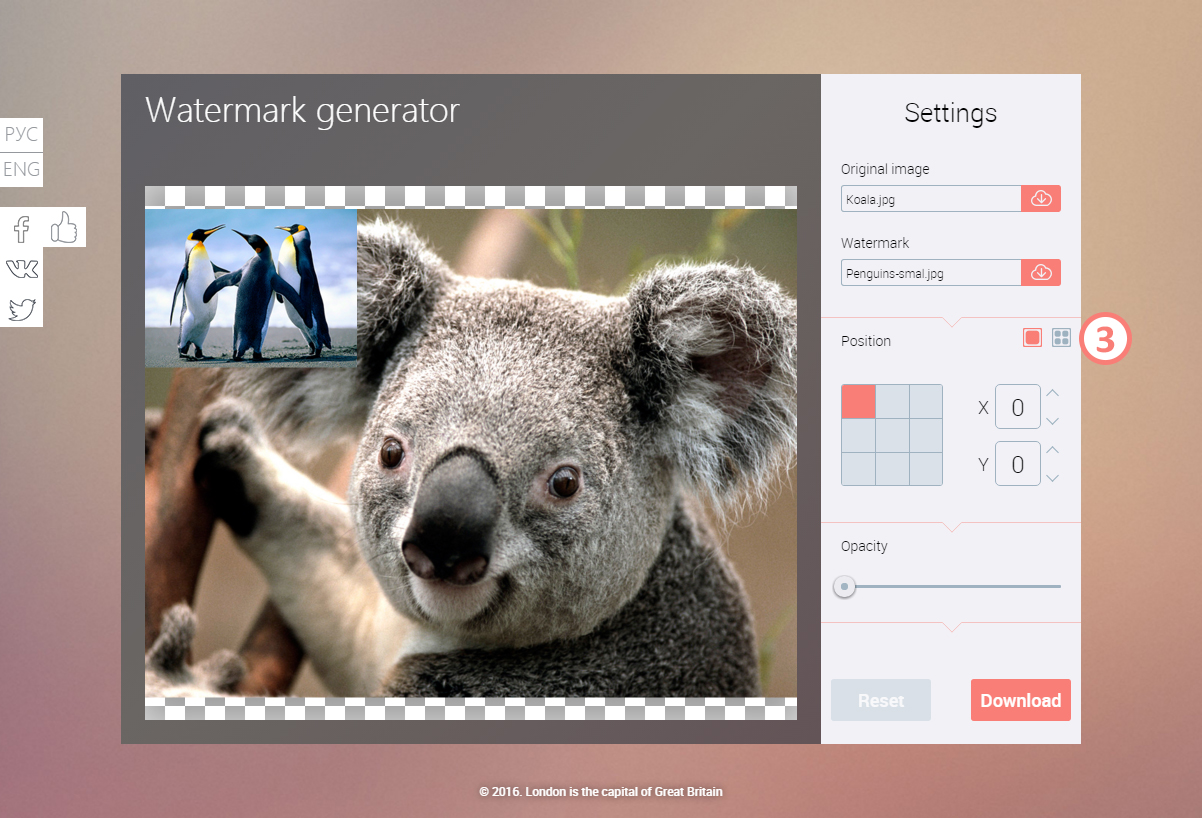 Watermark generator
РУС
ENG
Settings
Original image
Koala.jpg
Watermark
Penguins-smal.jpg
Position
3
X 0
Y 0
Opacity
Reset
Download
© 2016. London is the capital of Great Britain